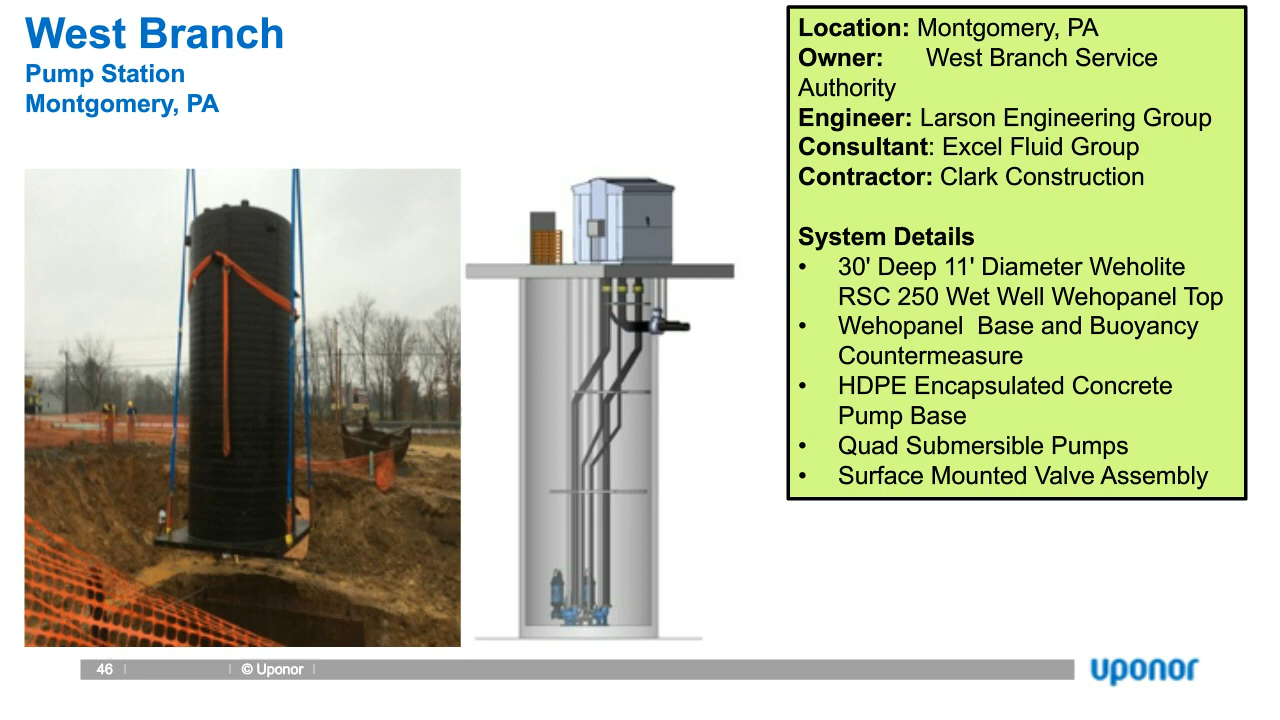 West Branch
Pump Station
Montgomery, PA
Location: Montgomery, PA
Owner: West Branch Service
Authority
Engineer: Larson Engineering Group
Consultant: Excel Fluid Group
Contractor: Clark Construction
System Details
• 30' Deep 11' Diameter Weholite
RSC 250 Wet Well Wehopanel Top
• Wehopanel Base and Buoyancy
Countermeasure
• HDPE Encapsulated Concrete
Pump Base
• Quad Submersible Pumps
• Surface Mounted Valve Assembly
46 | | © Uponor |
uponor